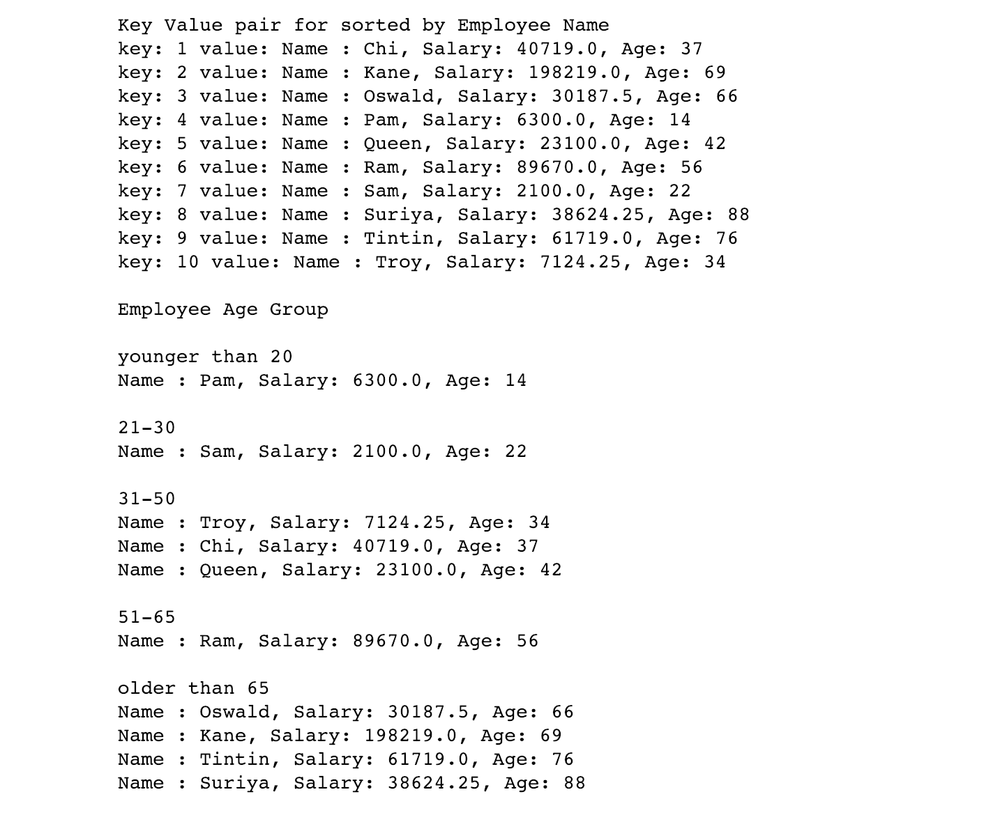 Key Value pair for sorted by Employee Name
key: 1 value: Name : Chi, Salary: 40719.0, Age: 37
key: 2 value: Name : Kane, Salary: 198219.0, Age: 69
key: 3 value: Name : Oswald, Salary: 30187.5, Age: 66
key: 4 value: Name : Pam, Salary: 6300.0, Age: 14
key: 5 value: Name : Queen, Salary: 23100.0, Age: 42
key: 6 value: Name : Ram, Salary: 89670.0, Age: 56
key: 7 value: Name : Sam, Salary: 2100.0, Age: 22
key: 8 value: Name : Suriya, Salary: 38624.25, Age: 88
key: 9 value: Name : Tintin, Salary: 61719.0, Age: 76
key: 10 value: Name : Troy, Salary: 7124.25, Age: 34
Employee Age Group
younger than 20
Name : Pam, Salary: 6300.0, Age: 14
21-30
Name : Sam, Salary: 2100.0, Age: 22
31-50
Name : Troy, Salary: 7124.25, Age: 34
Name : Chi, Salary: 40719.0, Age: 37
Name : Queen, Salary: 23100.0, Age: 42
51-65
Name : Ram, Salary: 89670.0, Age: 56
older than 65
Name : Oswald, Salary: 30187.5, Age: 66
Name : Kane, Salary: 198219.0, Age: 69
Name : Tintin, Salary: 61719.0, Age: 76
Name : Suriya, Salary: 38624.25, Age: 88